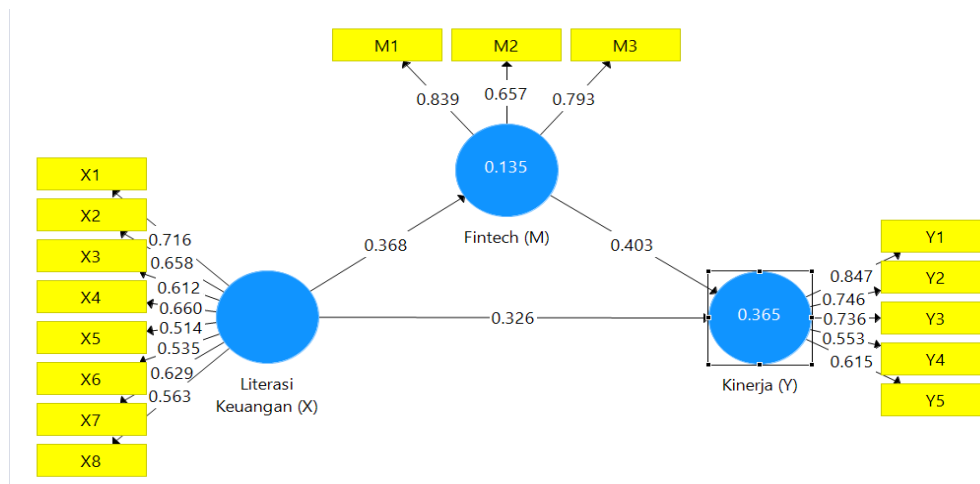 M1
M2
M3
0.839
0.657
0.793
0.135
Fintech (M)
X1
X2
X3
X4
X5
X6
X7
X8
0.716
0.658
0.612
0.660
0.514
0.535
0.629
0.563
Literasi
Keuangan (X)
0.368
0.403
0.326
0.365
Kinerja (Y)
0.847
0.746
0.736
0.553
0.615
Y1
Y2
Y3
Y4
Y5